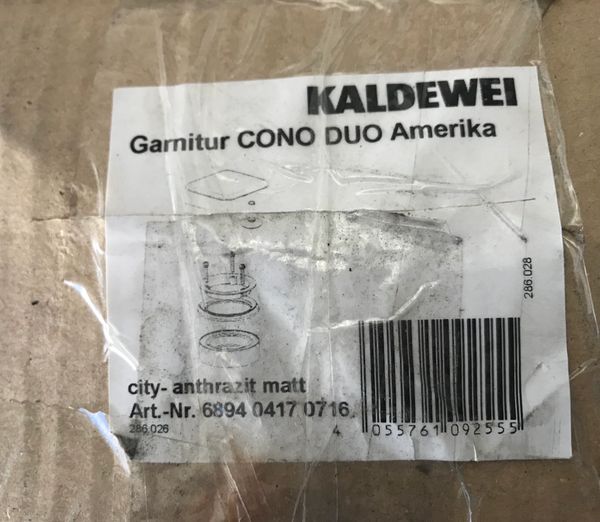 KALDEWEI
Garnitur CONO DUO Amerika
286.028
city- anthrazit matt
Art.-Nr. 6894 0417 0716
286.026
4 055761 092555